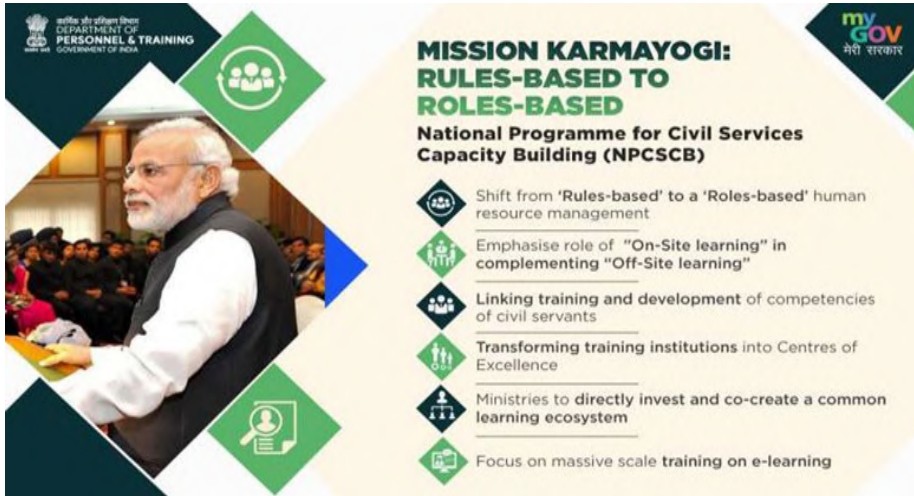 कार्मिक और प्रशिक्षण विभाग
DEPARTMENT OF
PERSONNEL & TRAINING
GOVERNMENT OF INDIA
my
GOV
मेरी सरकार
MISSION KARMAYOGI:
RULES-BASED TO
ROLES-BASED
National Programme for Civil Services
Capacity Building (NPCSCB)
Shift from ‘Rules-based’ to a ‘Roles-based’ human
resource management
Emphasise role of "On-Site learning” in
complementing “Off-Site learning”
Linking training and development of competencies
of civil servants
Transforming training institutions into Centres of
Excellence
Ministries to directly invest and co-create a common
learning ecosystem
Focus on massive scale training on e-learning